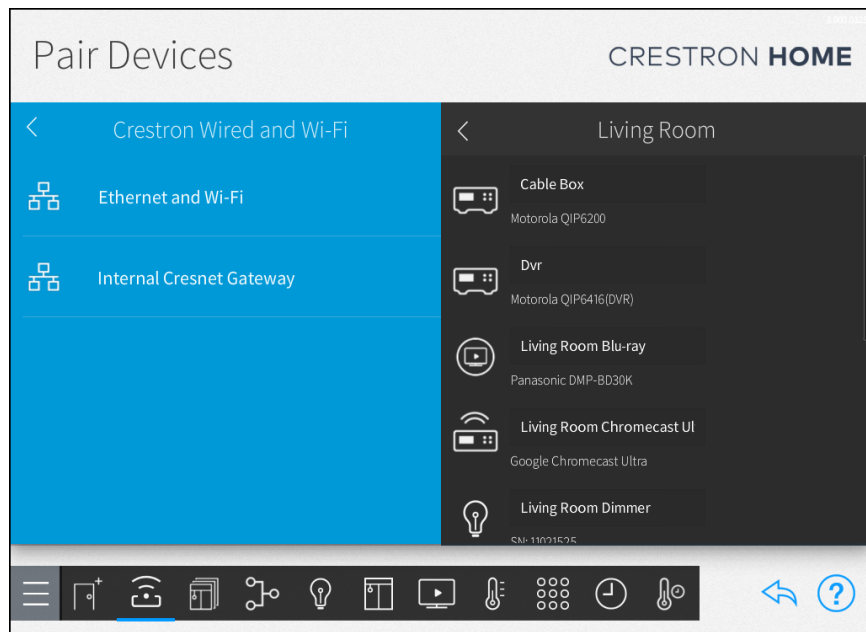 Pair Devices
CRESTRON HOME
Crestron Wired and Wi-Fi
Ethernet and Wi-Fi
Internal Cresnet Gateway
Living Room
Cable Box
Motorola QIP6200
Dvr
Motorola QIP6416(DVR)
Living Room Blu-ray
Panasonic DMP-BD30K
Living Room Chromecast Ul
Google Chromecast Ultra
Living Room Dimmer
SN: 11021525
?